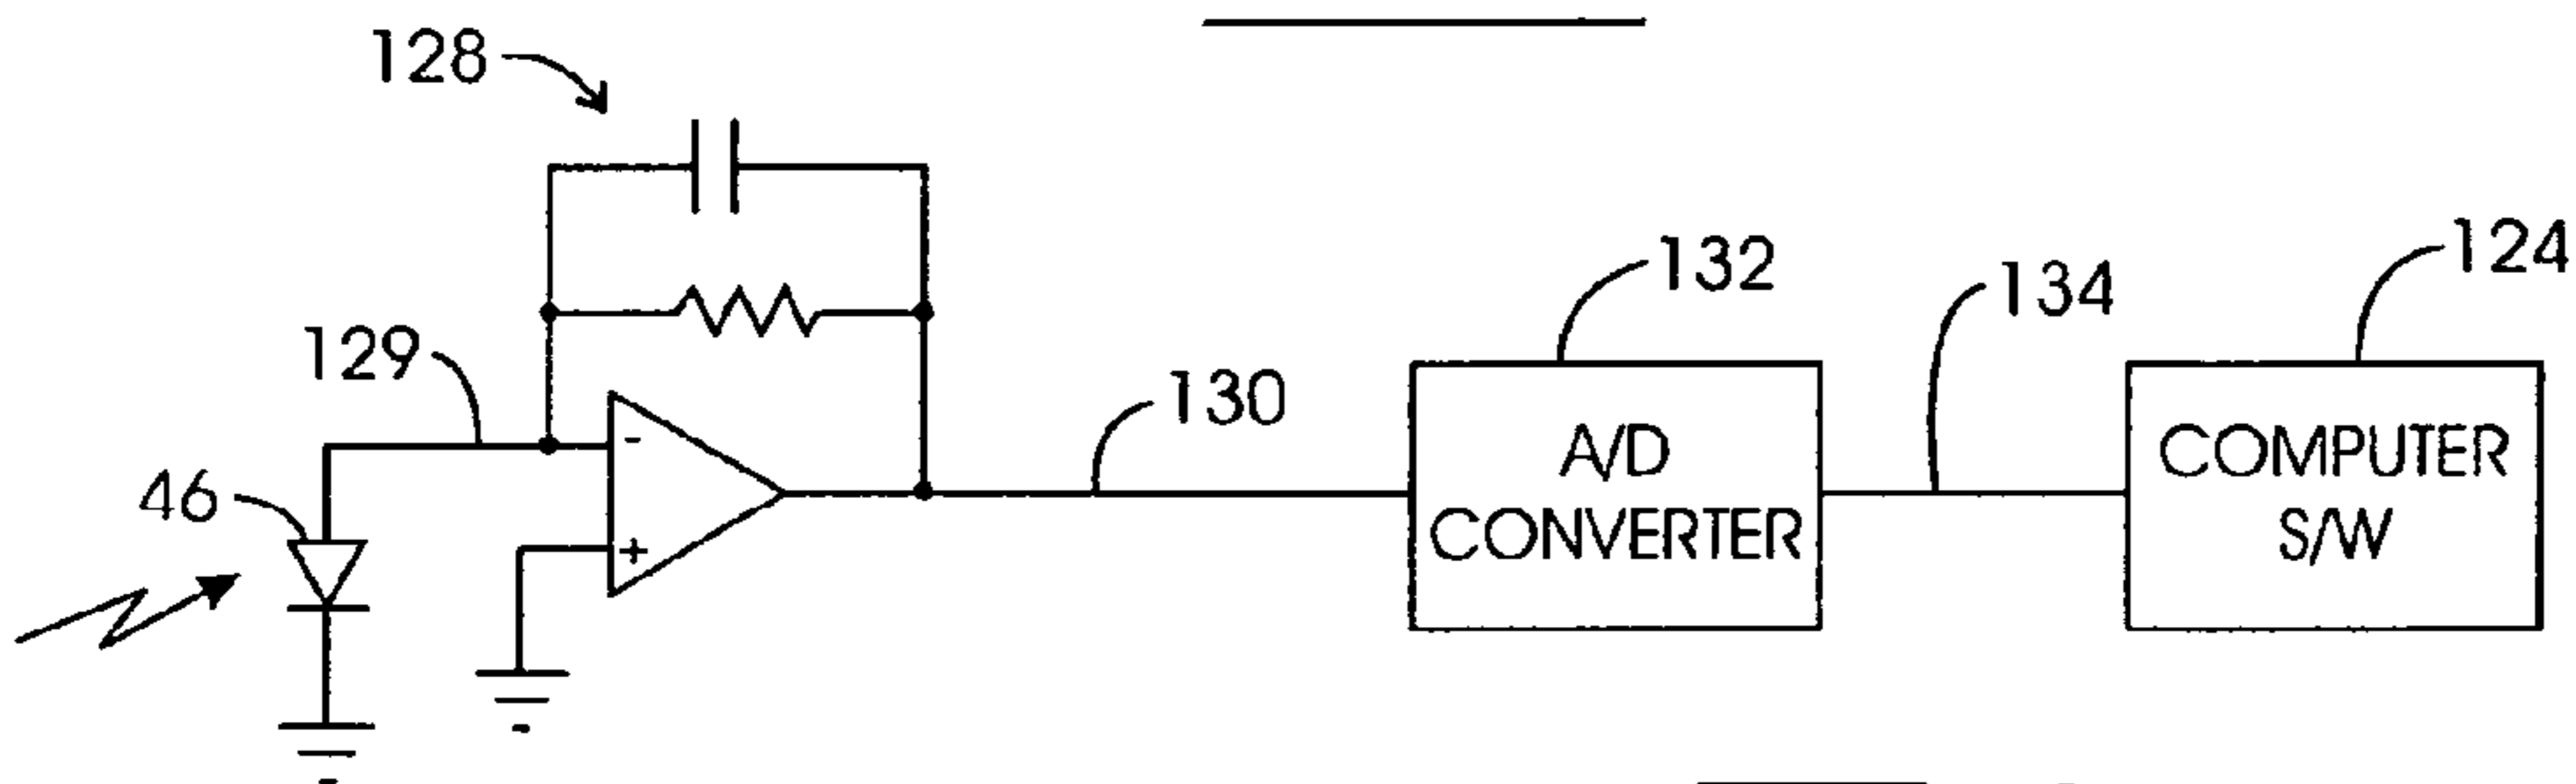 128
132
124
134
129
130
A/D
CONVERTER
COMPUTER
S/W
46
-
+